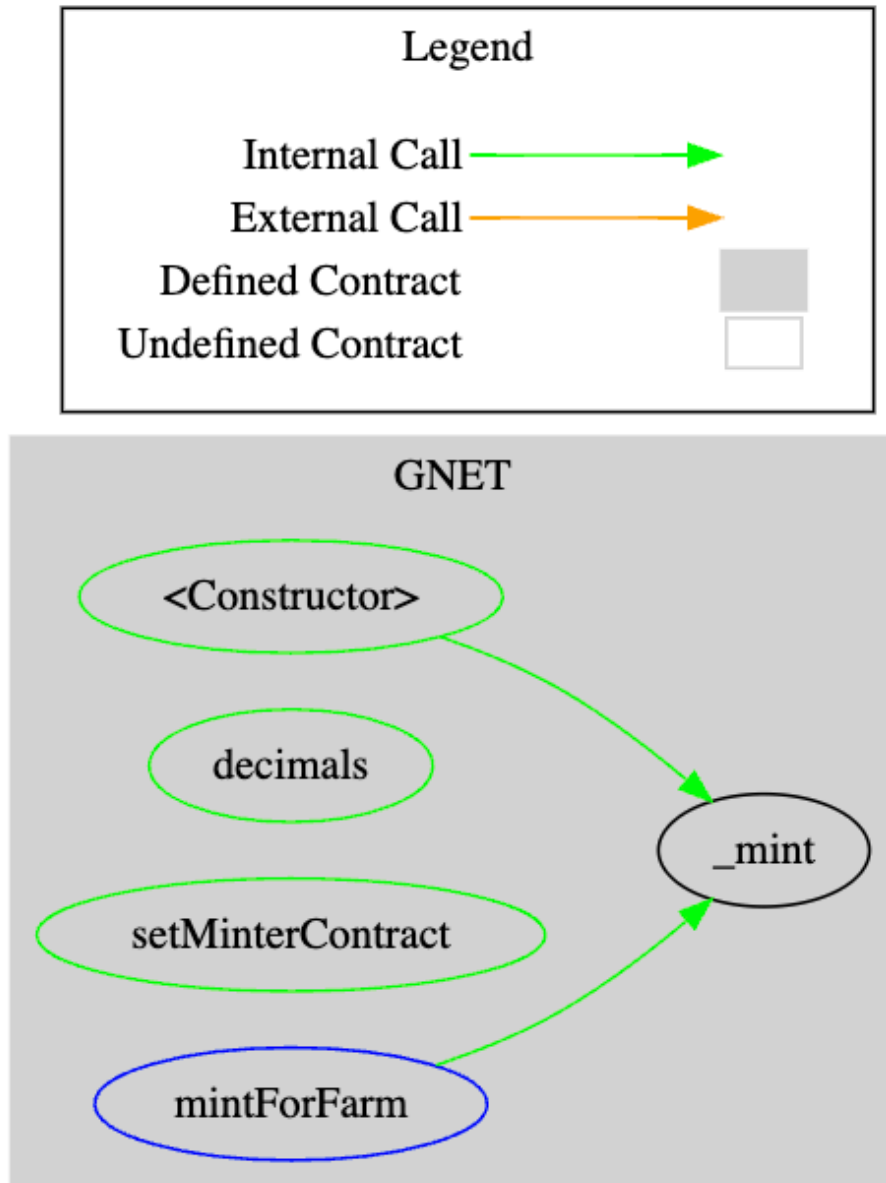 Legend
Internal Call
External Call
Defined Contract
Undefined Contract
GNET
<Constructor>
decimals
_mint
setMinterContract
mintForFarm